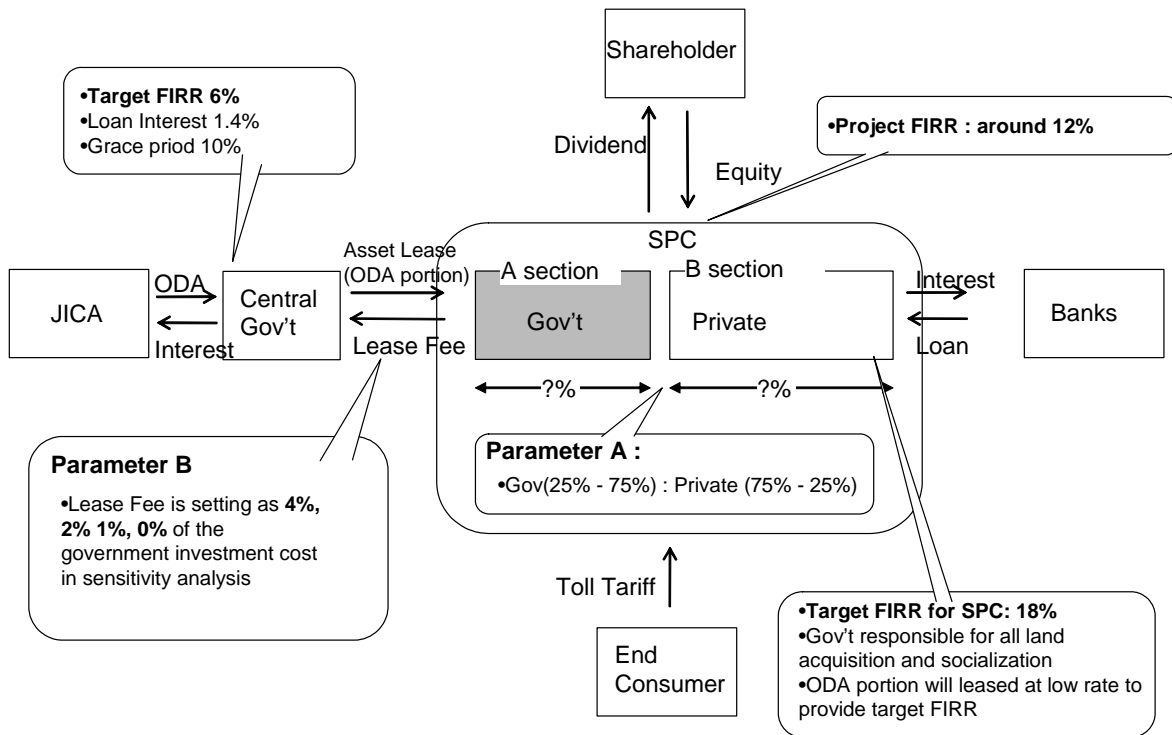 Shareholder
•Target FIRR 6%
•Loan Interest 1.4%
•Grace priod 10%
•Project FIRR : around 12%
Dividend
Equity
SPC
Asset Lease
(ODA portion)
A section
B section
ODA
Interest
JICA
Central
Gov't
Gov't
Private
Banks
Interest
Lease Fee
Loan
?%
?%
Parameter A :
•Gov(25% - 75%) : Private (75% - 25%)
Parameter B
•Lease Fee is setting as 4%,
2% 1%, 0% of the
government investment cost
in sensitivity analysis
Toll Tariff
End
Consumer
•Target FIRR for SPC: 18%
•Gov't responsible for all land
acquisition and socialization
•ODA portion will leased at low rate to
provide target FIRR